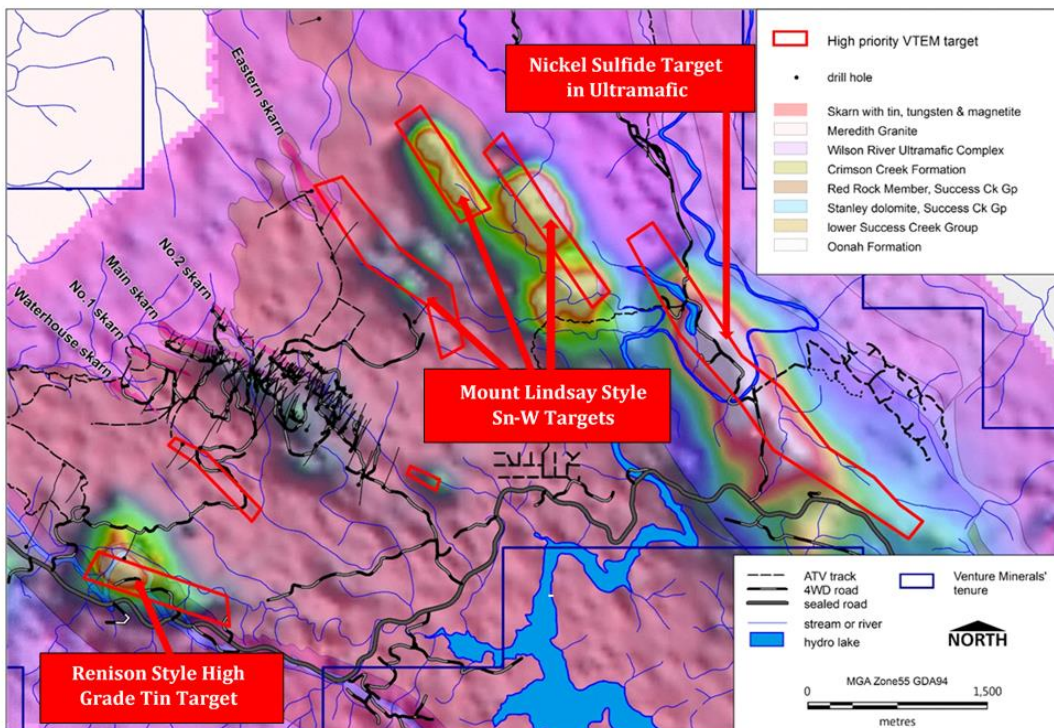 Nickel Sulfide Target
in Ultramafic
High priority VTEM target
drill hole
Skarn with tin, tungsten & magnetite
Meredith Granite
Wilson River Ultramafic Complex
Crimson Creek Formation
Red Rock Member, Success Ck Gp
Stanley dolomite, Success Ck Gp
lower Success Creek Group
Oonah Formation
Eastern skarn
No.2 skarn
Main skarn
No.1 skarn
Waterhouse skarn
Mount Lindsay Style
Sn-W Targets
Renison Style High
Grade Tin Target
ATV track
4WD road
sealed road
stream or river
hydro lake
Venture Minerals'
tenure
NORTH
MGA Zone55 GDA94
0 1,500
metres